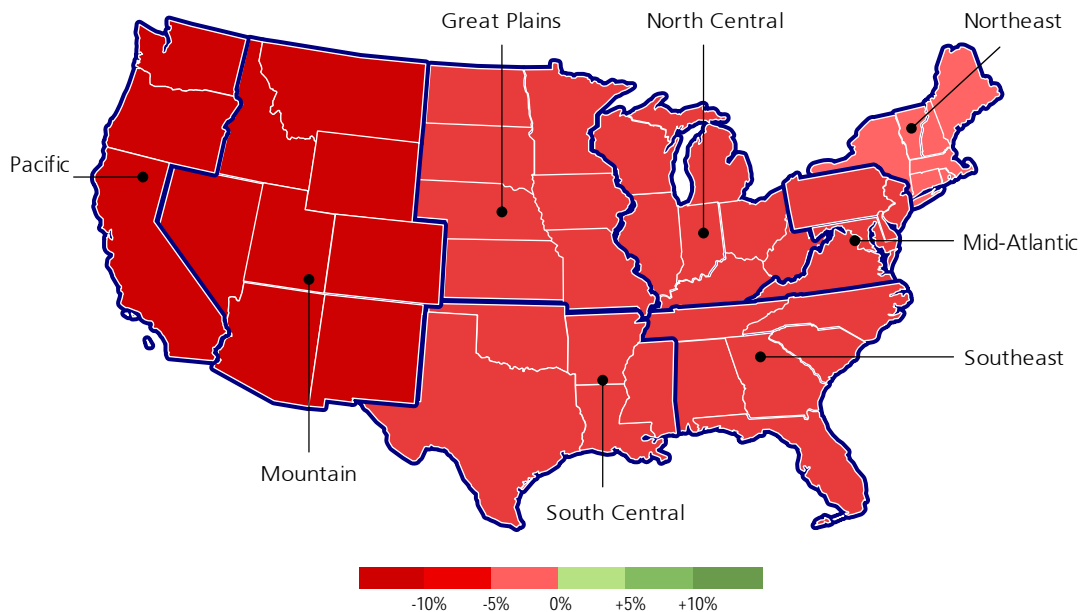 Great Plains
North Central
Northeast
Pacific
Mid-Atlantic
Southeast
Mountain
South Central
-10% -5% 0% +5% +10%